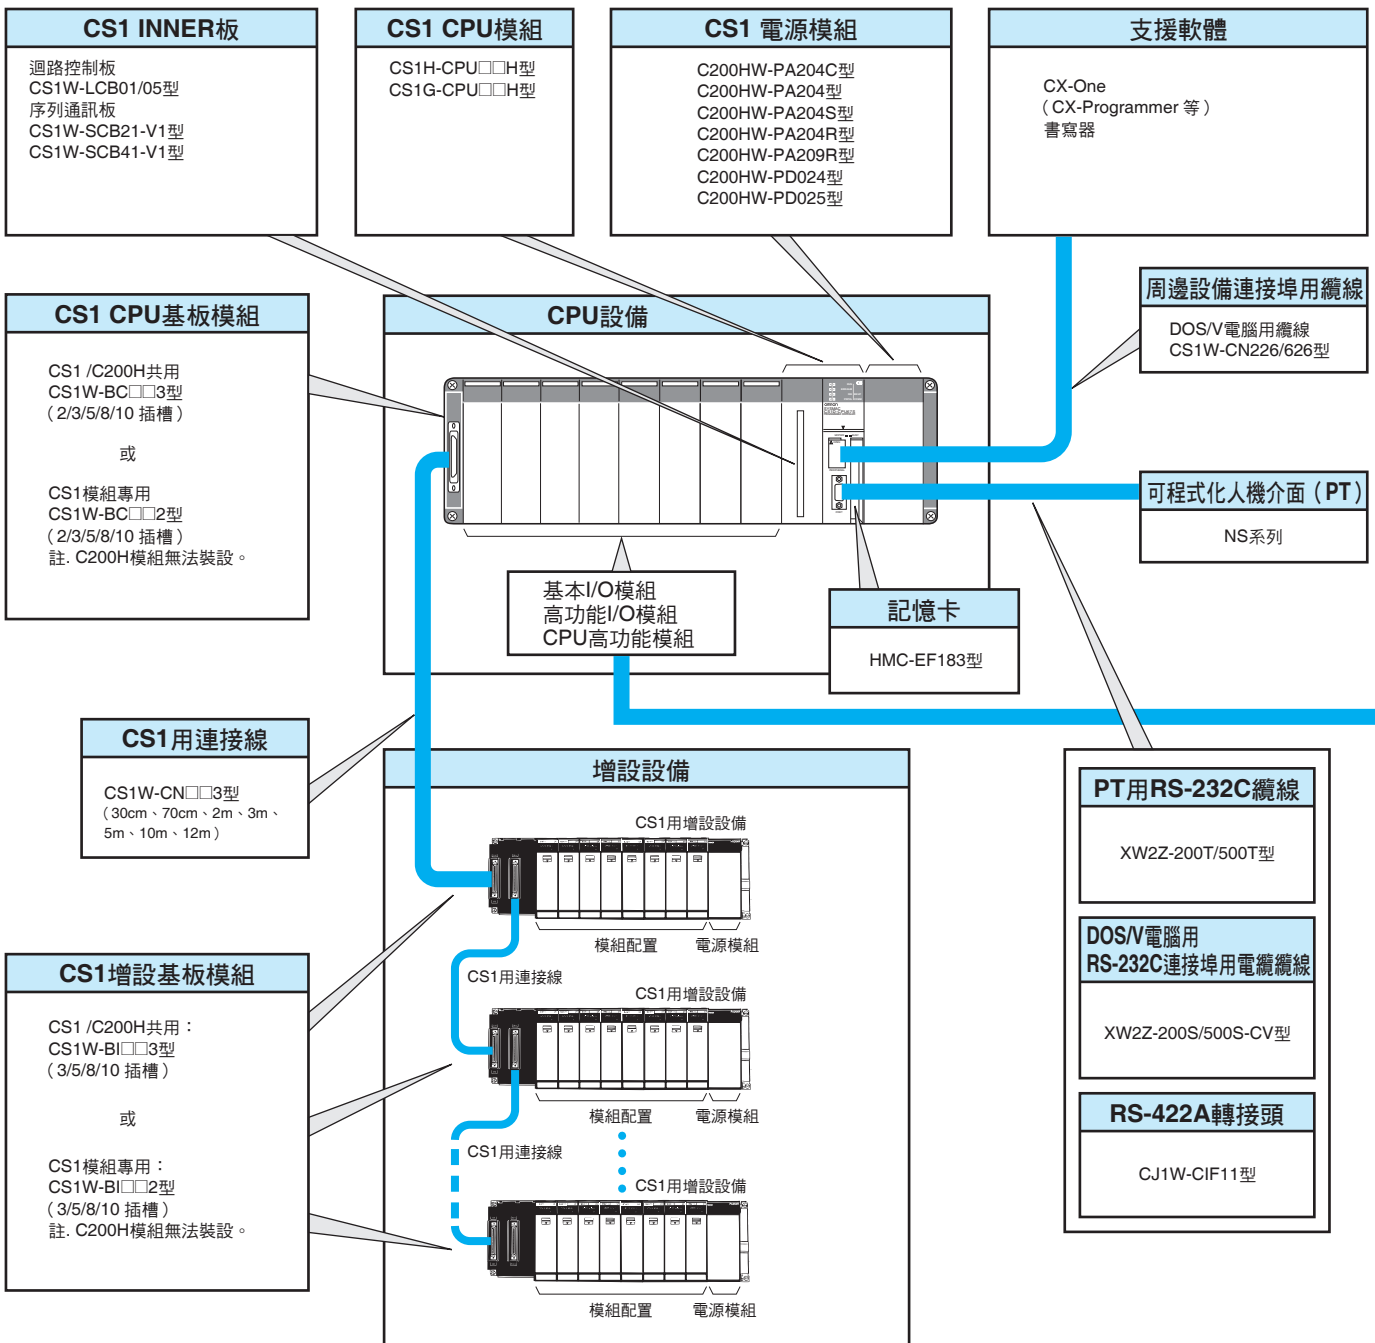 CS1 INNER板
迴路控制板
CS1W-LCB01/05型
序列通訊板
CS1W-SCB21-V1型
CS1W-SCB41-V1型
CS1 CPU模組
CS1H-CPU□□H型
CS1G-CPU□□H型
CS1 電源模組
C200HW-PA204C型
C200HW-PA204型
C200HW-PA204S型
C200HW-PA204R型
C200HW-PA209R型
C200HW-PD024型
C200HW-PD025型
支援軟體
CX-One
（CX-Programmer 等）
書寫器
周邊設備連接埠用纜線
DOS/V電腦用纜線
CS1W-CN226/626型
CS1 CPU基板模組
CS1 /C200H共用
CS1W-BC□□3型
（2/3/5/8/10 插槽）
或
CS1模組專用
CS1W-BC□□2型
（2/3/5/8/10 插槽）
註. C200H模組無法裝設。
CPU設備
可程式化人機介面（PT）
NS系列
基本I/O模組
高功能I/O模組
CPU高功能模組
記憶卡
HMC-EF183型
CS1用連接線
CS1W-CN□□3型
（30cm、70cm、2m、3m、
5m、10m、12m）
增設設備
CS1用增設設備
模組配置
電源模組
CS1用連接線
CS1用增設設備
模組配置
電源模組
CS1用連接線
CS1用增設設備
模組配置
電源模組
PT用RS-232C纜線
XW2Z-200T/500T型
DOS/V電腦用
RS-232C連接埠用電纜纜線
XW2Z-200S/500S-CV型
RS-422A轉接頭
CJ1W-CIF11型
CS1增設基板模組
CS1 /C200H共用：
CS1W-BI□□3型
（3/5/8/10 插槽）
或
CS1模組專用：
CS1W-BI□□2型
（3/5/8/10 插槽）
註. C200H模組無法裝設。